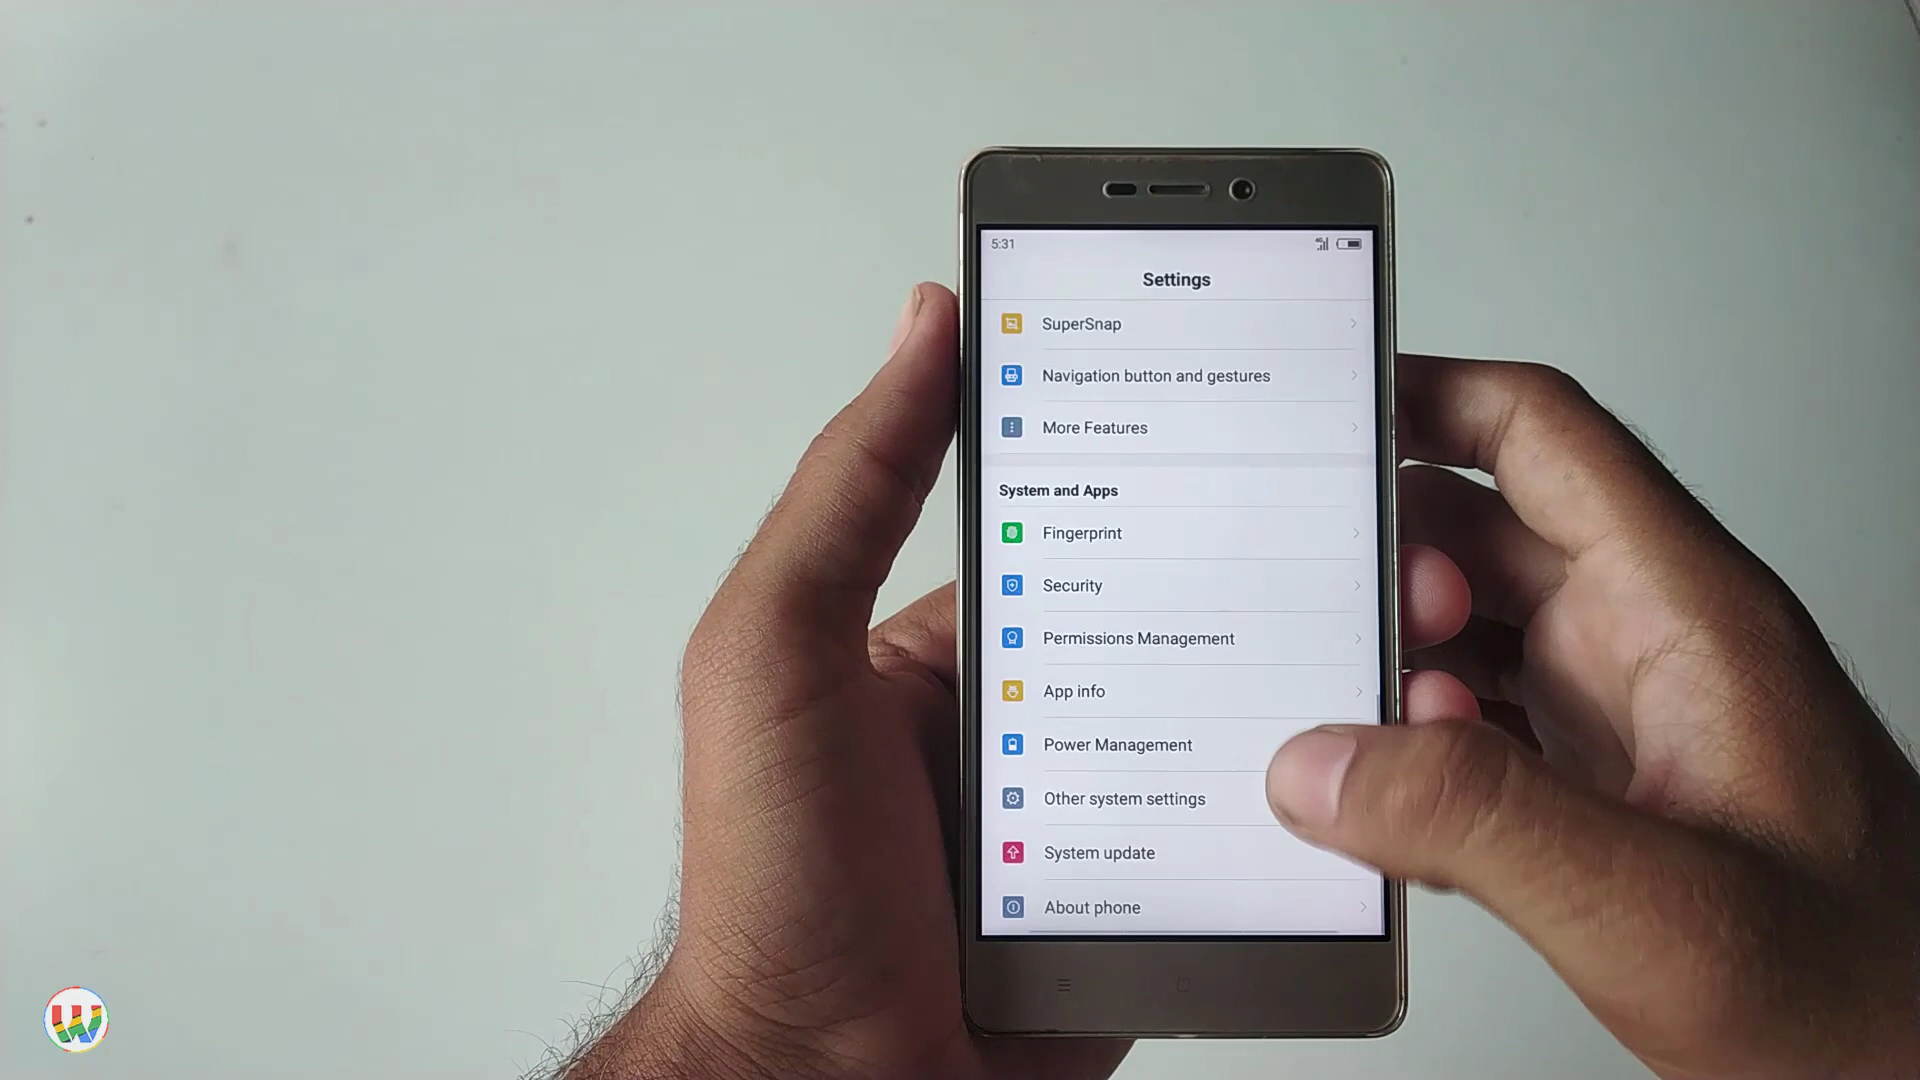 5:31
4G
Settings
SuperSnap
Navigation button and gestures
More Features
System and Apps
Fingerprint
Security
Permissions Management
App info
Power Management
Other system settings
System update
About phone
W